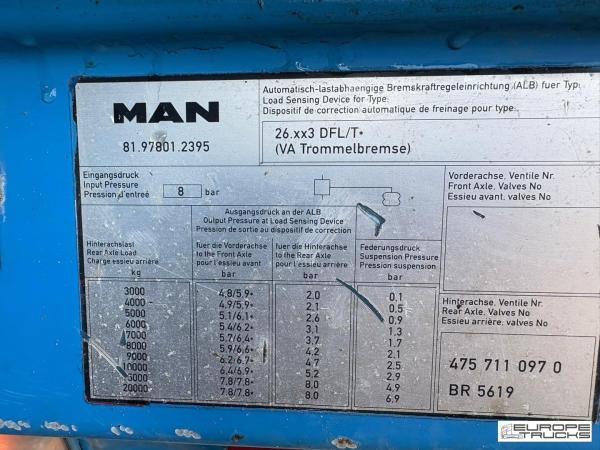 MAN
81.97801.2395
Automatisch-lastabhaengige Bremskraftregeleinrichtung (ALB) fuer Typ:
Load Sensing Device for Type:
Dispositif de correction automatique de freinage pour type:
26.xx3 DFL/T*
(VA Trommelbremse)
Eingangsdruck
Input Pressure
Pression d'entreé
8 bar
Ausgangsdruck an der ALB
Output Pressure at Load Sensing Device
Pression de sortie au dispositif de correction
Vorderachse, Ventile Nr.
Front Axle, Valves No
Essieu avant, valves No
Hinterachslast
Rear Axle Load
Charge essieu arrière
kg
fuer die Vorderachse
to the Front Axle
pour l'essieu avant
bar
fuer die Hinterachse
to the Rear Axle
pour l'essieu arrière
bar
Federungsdruck
Suspension Pressure
Pression suspension
bar
3000 4,8/5,9* 2.0 0,1
4000 4,9/5,9* 2,1 0,5
5000 5,1/6,1* 2,6 0,9
6000 5,4/6,2* 3,1 1,3
7000 5,7/6,4* 3,7 1,7
8000 5,9/6,6* 4,2 2,1
9000 6,2/6,7* 4,7 2,5
10000 6,4/6,9* 5,2 2,9
3000 7,8/7,8* 8,0 4,9
20000 7,8/7,8* 8,0 6,9
Hinterachse, Ventile Nr.
Rear Axle, Valves No
Essieu arrière, valves No
475 711 097 0
BR 5619
EUROPE
TRUCKS